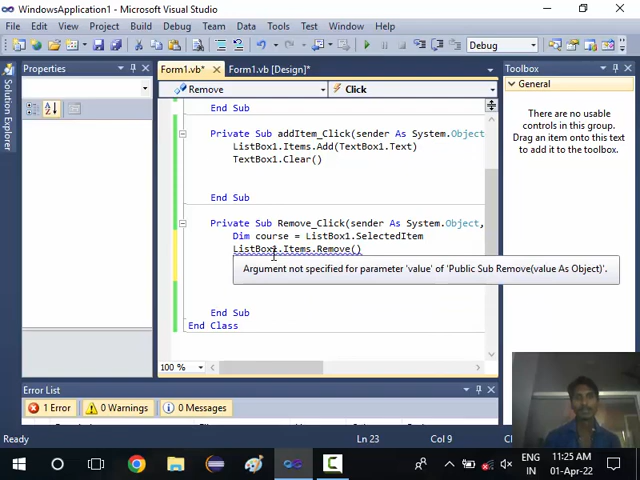 WindowsApplication1 - Microsoft Visual Studio
File Edit View Project Build Debug Team Data Tools Test Window Help
Debug
Solution Explorer
Properties
Form1.vb* Form1.vb [Design]*
Remove Click
End Sub
Private Sub addItem_Click(sender As System.Object
ListBox1.Items.Add(TextBox1.Text)
TextBox1.Clear()
End Sub
Private Sub Remove_Click(sender As System.Object,
Dim course = ListBox1.SelectedItem
ListBox1.Items.Remove()
Argument not specified for parameter 'value' of 'Public Sub Remove(value As Object)'.
End Sub
End Class
100 %
Toolbox
General
There are no usable
controls in this group.
Drag an item onto this text
to add it to the toolbox.
Error List
1 Error 0 Warnings 0 Messages
Ready Ln 23 Col 9
ENG
IN
11:25 AM
01-Apr-22